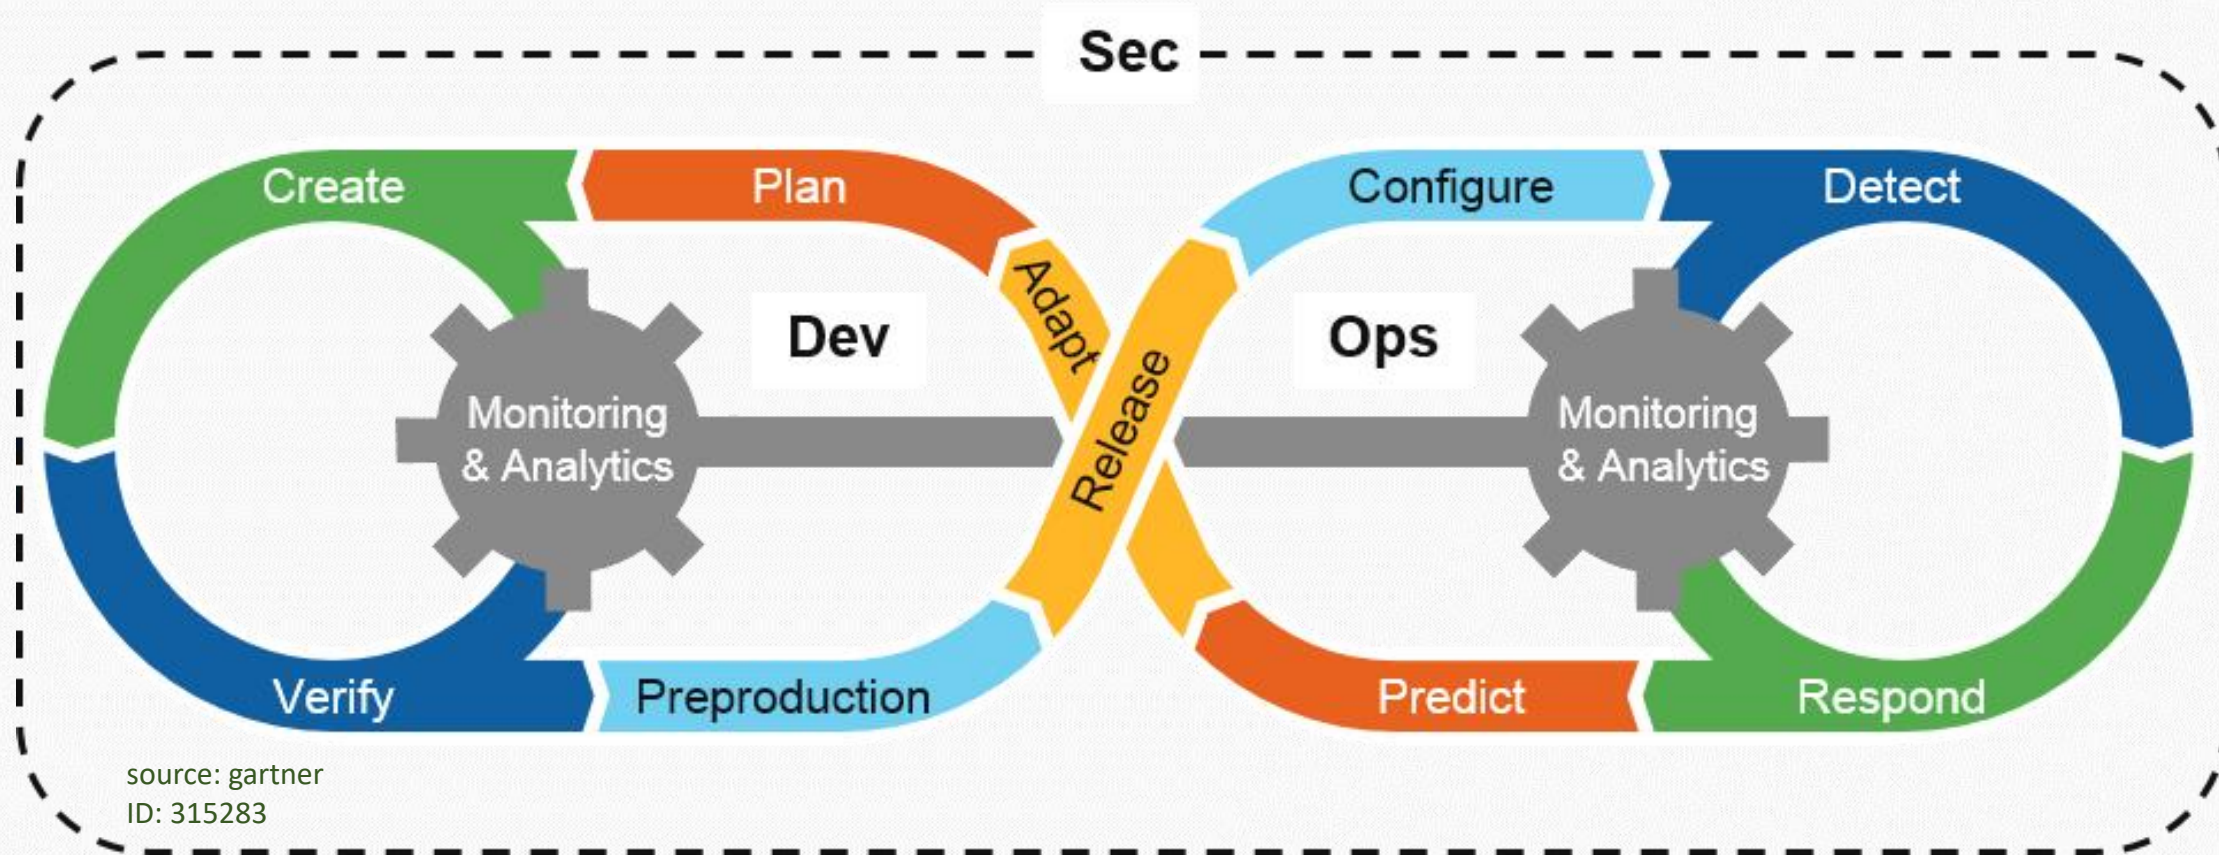 Sec
Create
Plan
Configure
Detect
Adapt
Dev
Ops
Release
Monitoring
& Analytics
Monitoring
& Analytics
Verify
Preproduction
Predict
Respond
source: gartner
ID: 315283